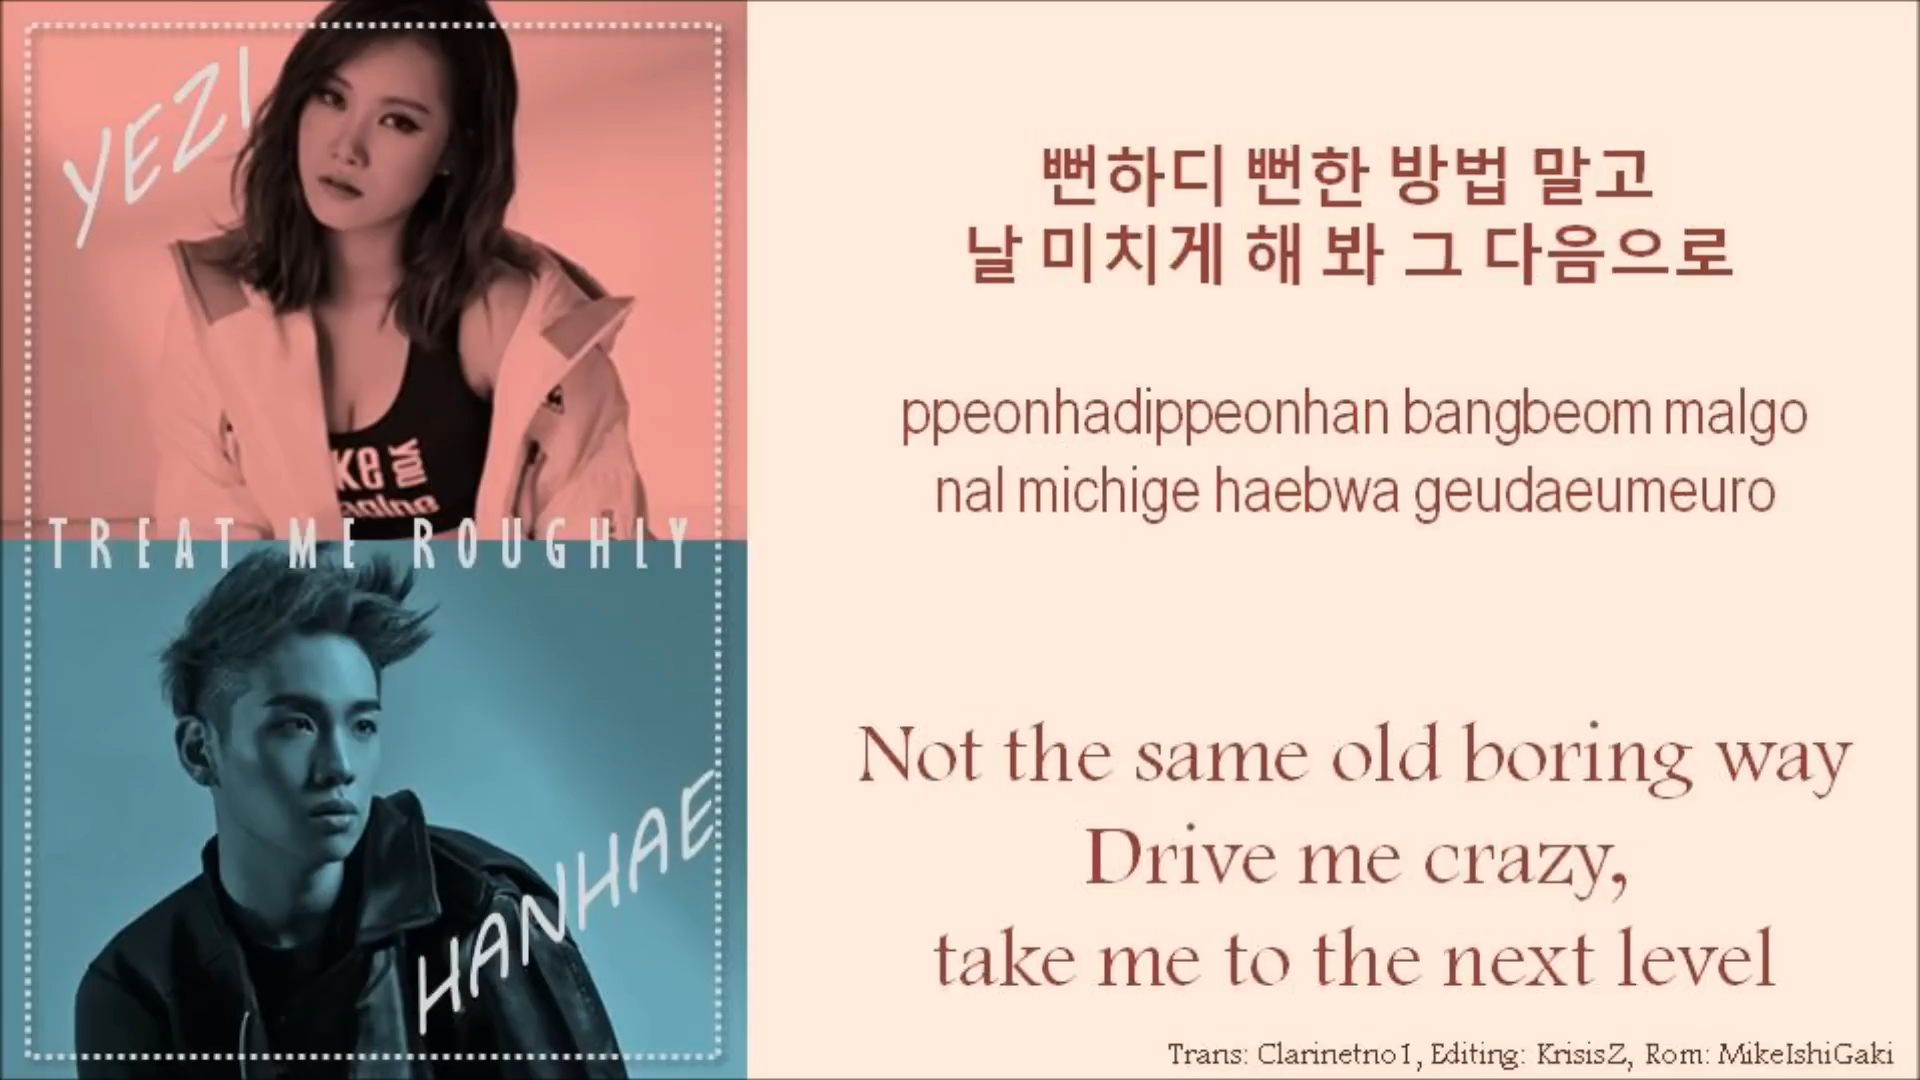 YEZI
TREAT ME ROUGHLY
HANHAE
뻔하디 뻔한 방법 말고
날 미치게 해 봐 그 다음으로
ppeonhadippeonhan bangbeom malgo
nal michige haebwa geudaeumeuro
Not the same old boring way
Drive me crazy,
take me to the next level
Trans: Clarinetno1, Editing: KrisisZ, Rom: MikeIshiGaki